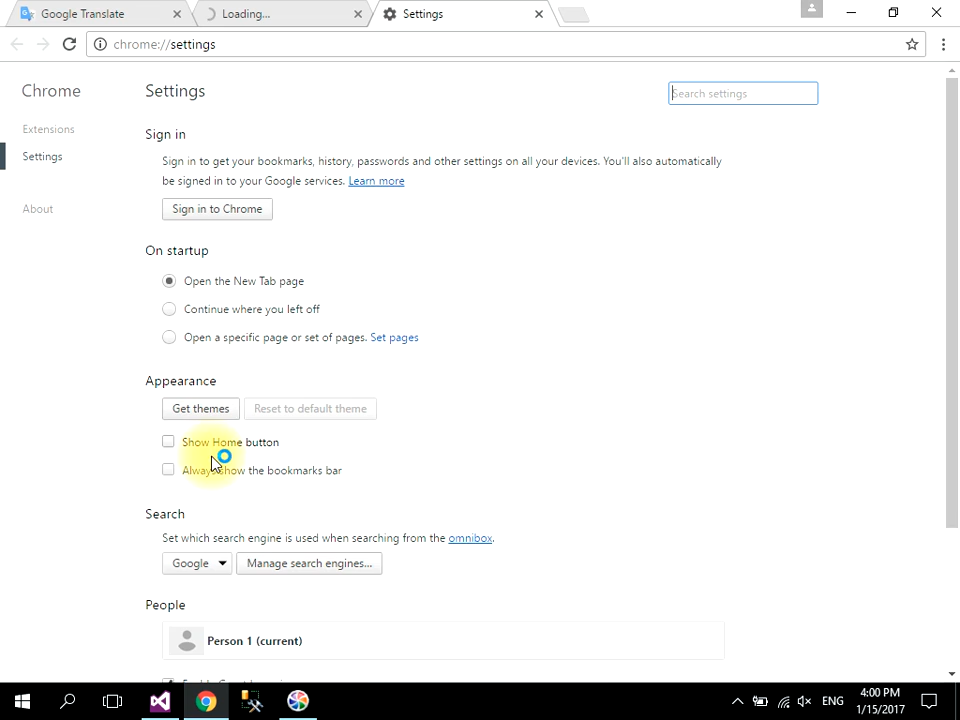 Google Translate
Loading...
Settings
chrome://settings
Chrome
Settings
Search settings
Extensions
Settings
About
Sign in
Sign in to get your bookmarks, history, passwords and other settings on all your devices. You'll also automatically
be signed in to your Google services. Learn more
Sign in to Chrome
On startup
Open the New Tab page
Continue where you left off
Open a specific page or set of pages. Set pages
Appearance
Get themes
Reset to default theme
Show Home button
Always show the bookmarks bar
Search
Set which search engine is used when searching from the omnibox.
Google
Manage search engines...
People
Person 1 (current)
ENG
4:00 PM
1/15/2017